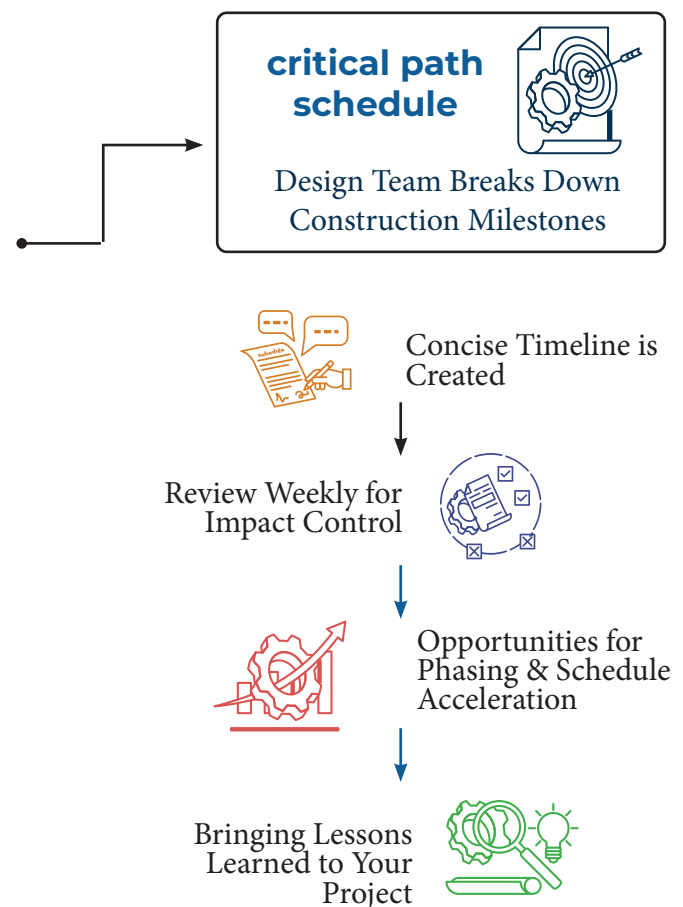 critical path
schedule
Design Team Breaks Down
Construction Milestones
schedule
Concise Timeline is
Created
Review Weekly for
Impact Control
Opportunities for
Phasing & Schedule
Acceleration
Bringing Lessons
Learned to Your
Project